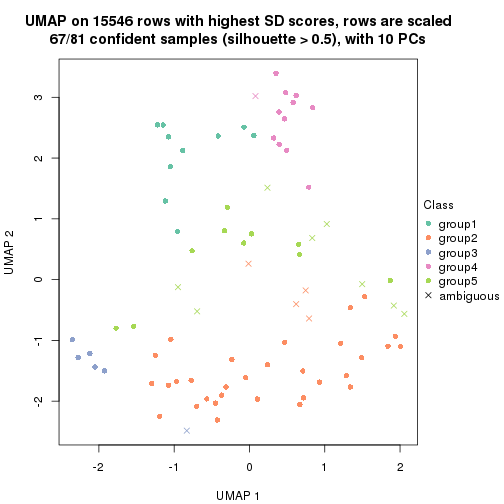 UMAP on 15546 rows with highest SD scores, rows are scaled
67/81 confident samples (silhouette > 0.5), with 10 PCs
3
2
1
0
-1
-2
UMAP 2
-2
-1
0
1
2
UMAP 1
Class
group1
group2
group3
group4
group5
ambiguous